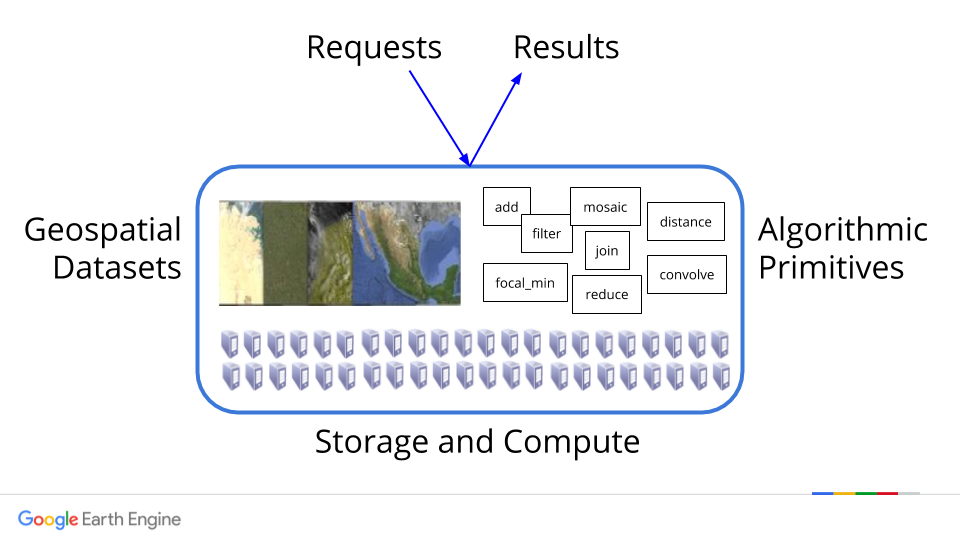 Requests
Results
Geospatial
Datasets
add
mosaic
distance
filter
join
focal_min
convolve
reduce
Algorithmic
Primitives
Storage and Compute
Google Earth Engine